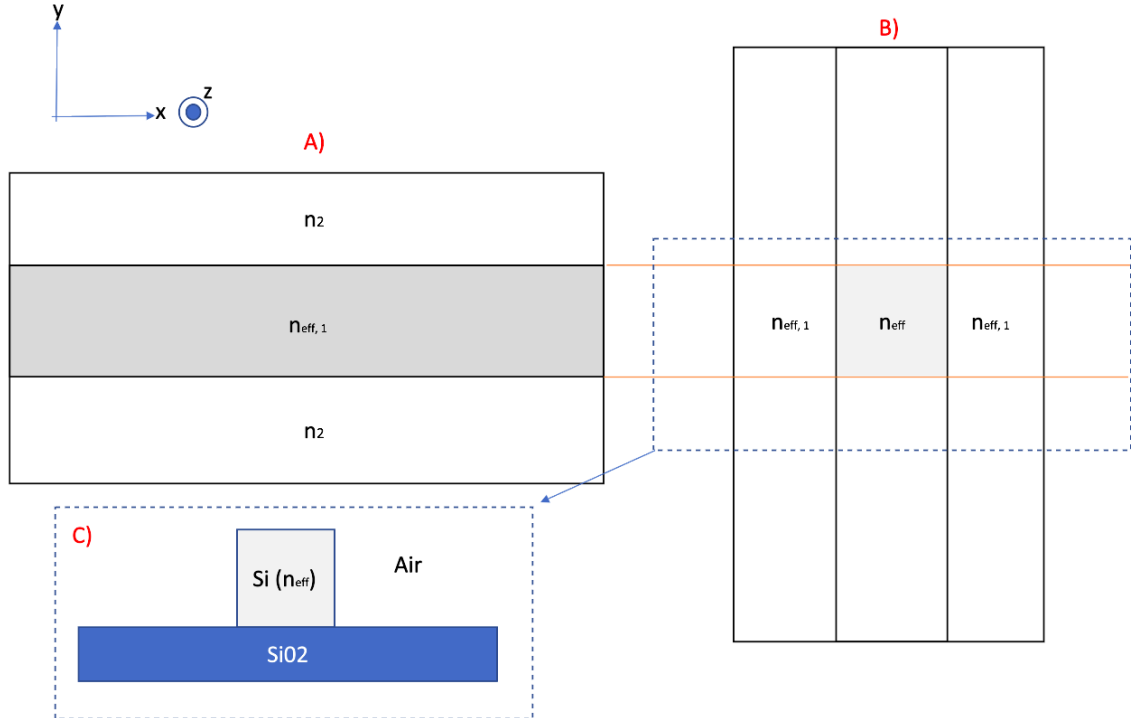 y
x
z
A)
n2
neff, 1
n2
B)
neff, 1
neff
neff, 1
C)
Si (neff)
Air
Si02